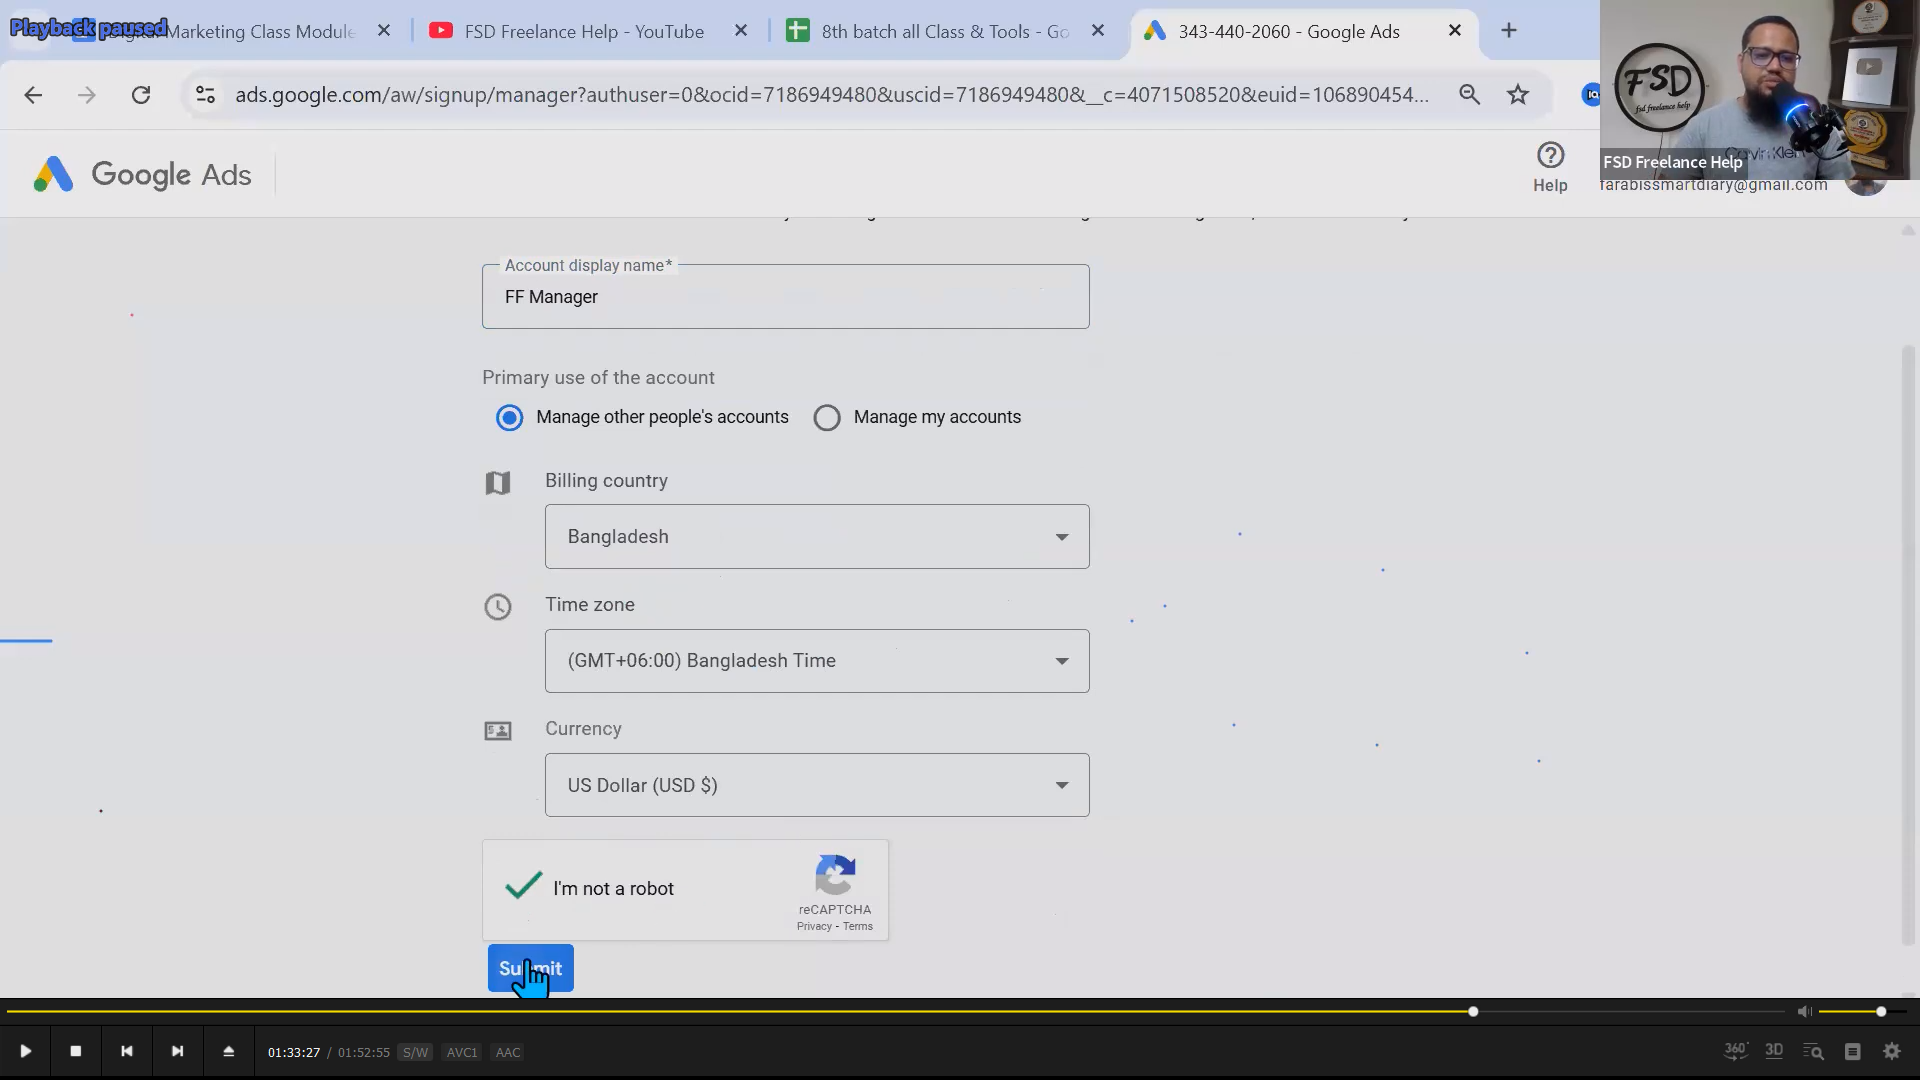 Playback paused
Digital Marketing Class Module
FSD Freelance Help - YouTube
8th batch all Class & Tools - Go
343-440-2060 - Google Ads
ads.google.com/aw/signup/manager?authuser=0&ocid=7186949480&uscid=7186949480&__c=4071508520&euid=106890454...
FSD
fsd freelance help
Calvin Klein
FSD Freelance Help
Google Ads
Help
farabissmartdiary@gmail.com
Account display name*
FF Manager
Primary use of the account
Manage other people's accounts
Manage my accounts
Billing country
Bangladesh
Time zone
(GMT+06:00) Bangladesh Time
Currency
US Dollar (USD $)
I'm not a robot
reCAPTCHA
Privacy - Terms
Submit
01:33:27 / 01:52:55 S/W AVC1 AAC
360°
3D